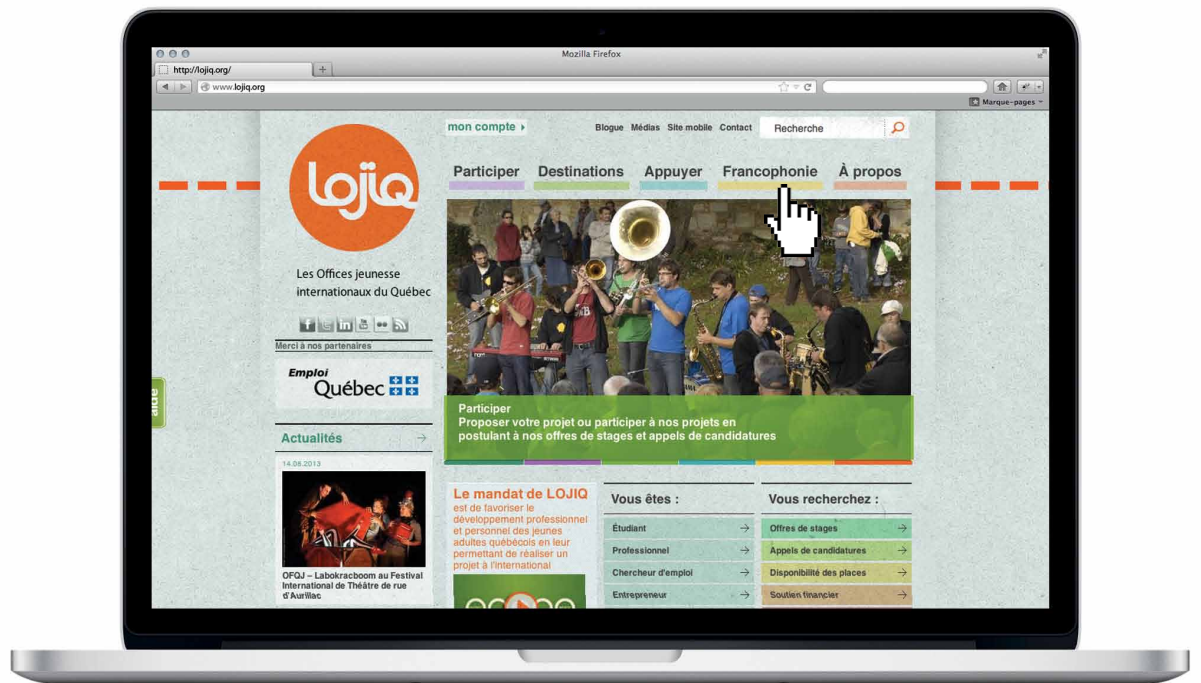 Mozilla Firefox
http://lojiq.org/
www.lojiq.org
Marque-pages
mon compte
Blogue Médias Site mobile Contact
Recherche
lojiq
Participer Destinations Appuyer Francophonie À propos
Les Offices jeunesse
internationaux du Québec
Merci à nos partenaires
Emploi
Québec
aide
Participer
Proposer votre projet ou participer à nos projets en
postulant à nos offres de stages et appels de candidatures
Actualités
14.08.2013
OFQJ – Labokracboom au Festival
International de Théâtre de rue
d'Aurillac
Le mandat de LOJIQ
est de favoriser le
développement professionnel
et personnel des jeunes
adultes québécois en leur
permettant de réaliser un
projet à l'international
Vous êtes :
Étudiant
Professionnel
Chercheur d'emploi
Entrepreneur
Vous recherchez :
Offres de stages
Appels de candidatures
Disponibilité des places
Soutien financier